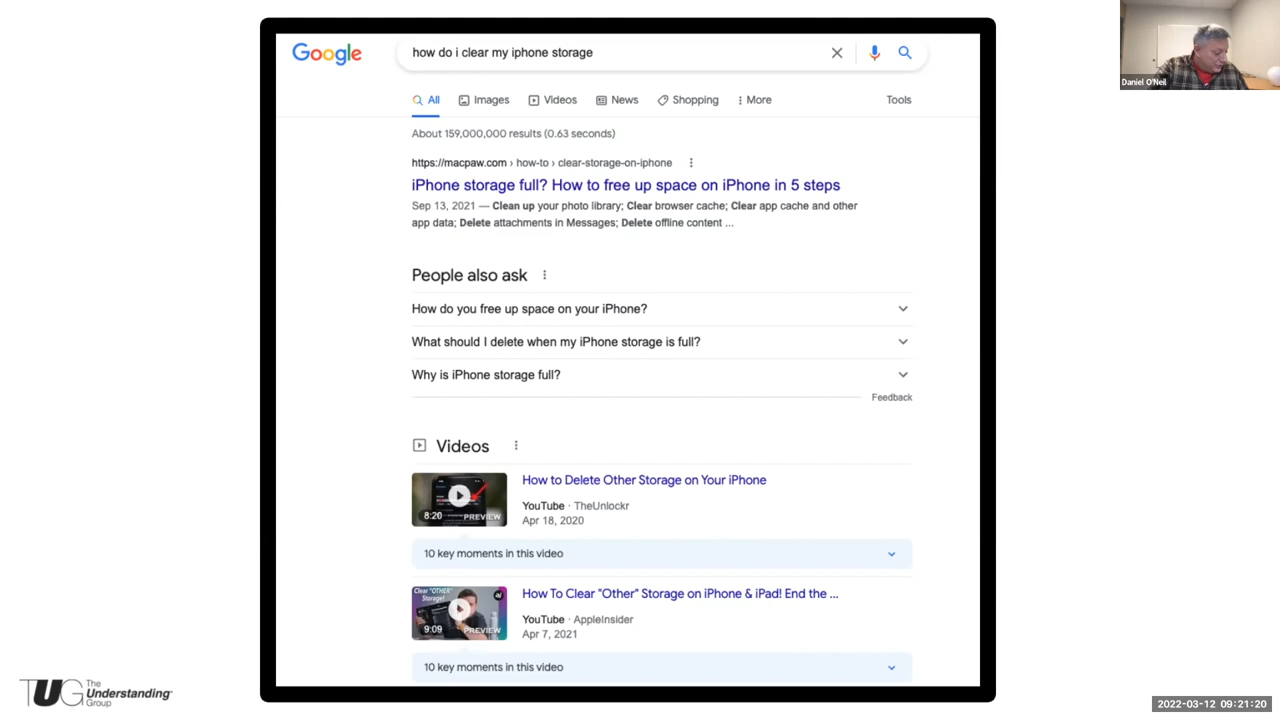 Google
how do i clear my iphone storage
All Images Videos News Shopping More Tools
About 159,000,000 results (0.63 seconds)
https://macpaw.com › how-to › clear-storage-on-iphone
iPhone storage full? How to free up space on iPhone in 5 steps
Sep 13, 2021 — Clean up your photo library; Clear browser cache; Clear app cache and other
app data; Delete attachments in Messages; Delete offline content ...
People also ask
How do you free up space on your iPhone?
What should I delete when my iPhone storage is full?
Why is iPhone storage full?
Feedback
Videos
How to Delete Other Storage on Your iPhone
8:20 PREVIEW
YouTube · TheUnlockr
Apr 18, 2020
10 key moments in this video
Clear "OTHER"
Storage!
ai
9:09 PREVIEW
How To Clear "Other" Storage on iPhone & iPad! End the ...
YouTube · AppleInsider
Apr 7, 2021
10 key moments in this video
Daniel O'Neil
TUG The
Understanding
Group
2022-03-12 09:21:20